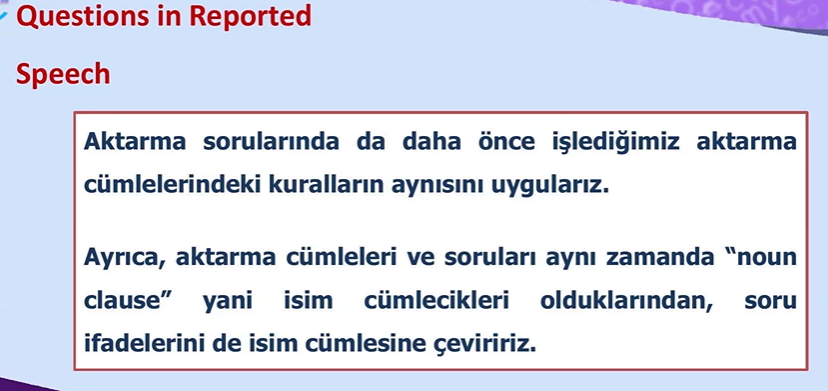 Questions in Reported
Speech
Aktarma sorularında da daha önce işlediğimiz aktarma
cümlelerindeki kuralların aynısını uygularız.
Ayrıca, aktarma cümleleri ve soruları aynı zamanda “noun
clause” yani isim cümlecikleri olduklarından, soru
ifadelerini de isim cümlesine çeviririz.